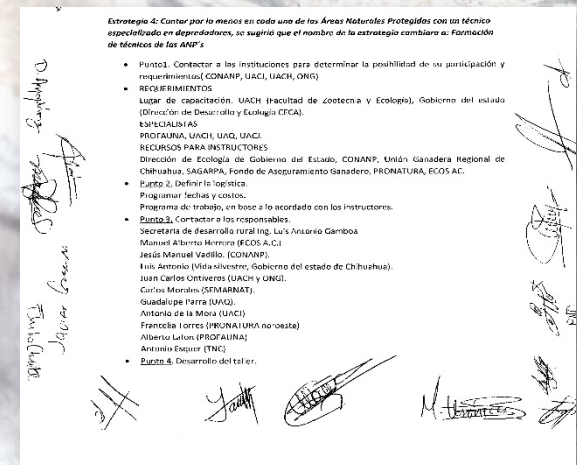 Estrategia 4: Contar por lo menos en cada una de las Áreas Naturales Protegidas con un técnico
especializado en depredadores, se sugirió que el nombre de la estrategia cambiara a: Formación
de técnicos de las ANP´s
• Punto1. Contactar a las instituciones para determinar la posibilidad de su participación y
requerimientos( CONANP, UACJ, UACH, ONG)
• REQUERIMIENTOS
Lugar de capacitación. UACH (Facultad de Zootecnia y Ecología), Gobierno del estado
(Dirección de Desarrollo y Ecología CECA).
ESPECIALISTAS
PROFAUNA, UACH, UAQ, UACJ.
RECURSOS PARA INSTRUCTORES
Dirección de Ecología de Gobierno del Estado, CONANP, Unión Ganadera Regional de
Chihuahua, SAGARPA, Fondo de Aseguramiento Ganadero, PRONATURA, ECOS AC.
• Punto 2. Definir la logística.
Programar fechas y costos.
Programa de trabajo, en base a lo acordado con los instructores.
• Punto 3. Contactar a los responsables.
Secretaria de desarrollo rural Ing. Luis Antonio Gamboa
Manuel Alberto Herrera (ECOS A.C.)
Jesús Manuel Vadillo. (CONANP).
Luis Antonio (Vida silvestre, Gobierno del estado de Chihuahua).
Juan Carlos Ontiveros (UACH y ONG).
Carlos Morales (SEMARNAT).
Guadalupe Parra (UAQ).
Antonio de la Mora (UACJ)
Francelia Torres (PRONATURA noroeste)
Alberto Lafon (PROFAUNA)
Antonio Esquer (TNC)
• Punto 4. Desarrollo del taller.